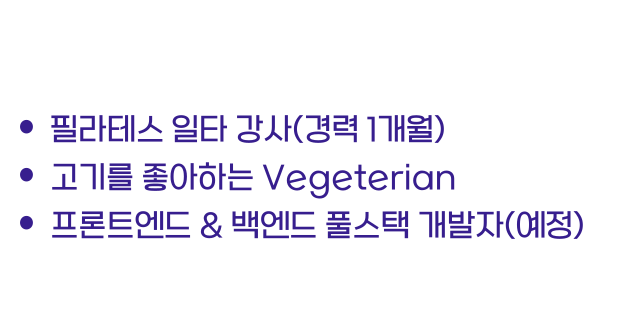 • 필라테스 일타 강사(경력 1개월)
• 고기를 좋아하는 Vegeterian
• 프론트엔드 & 백엔드 풀스택 개발자(예정)